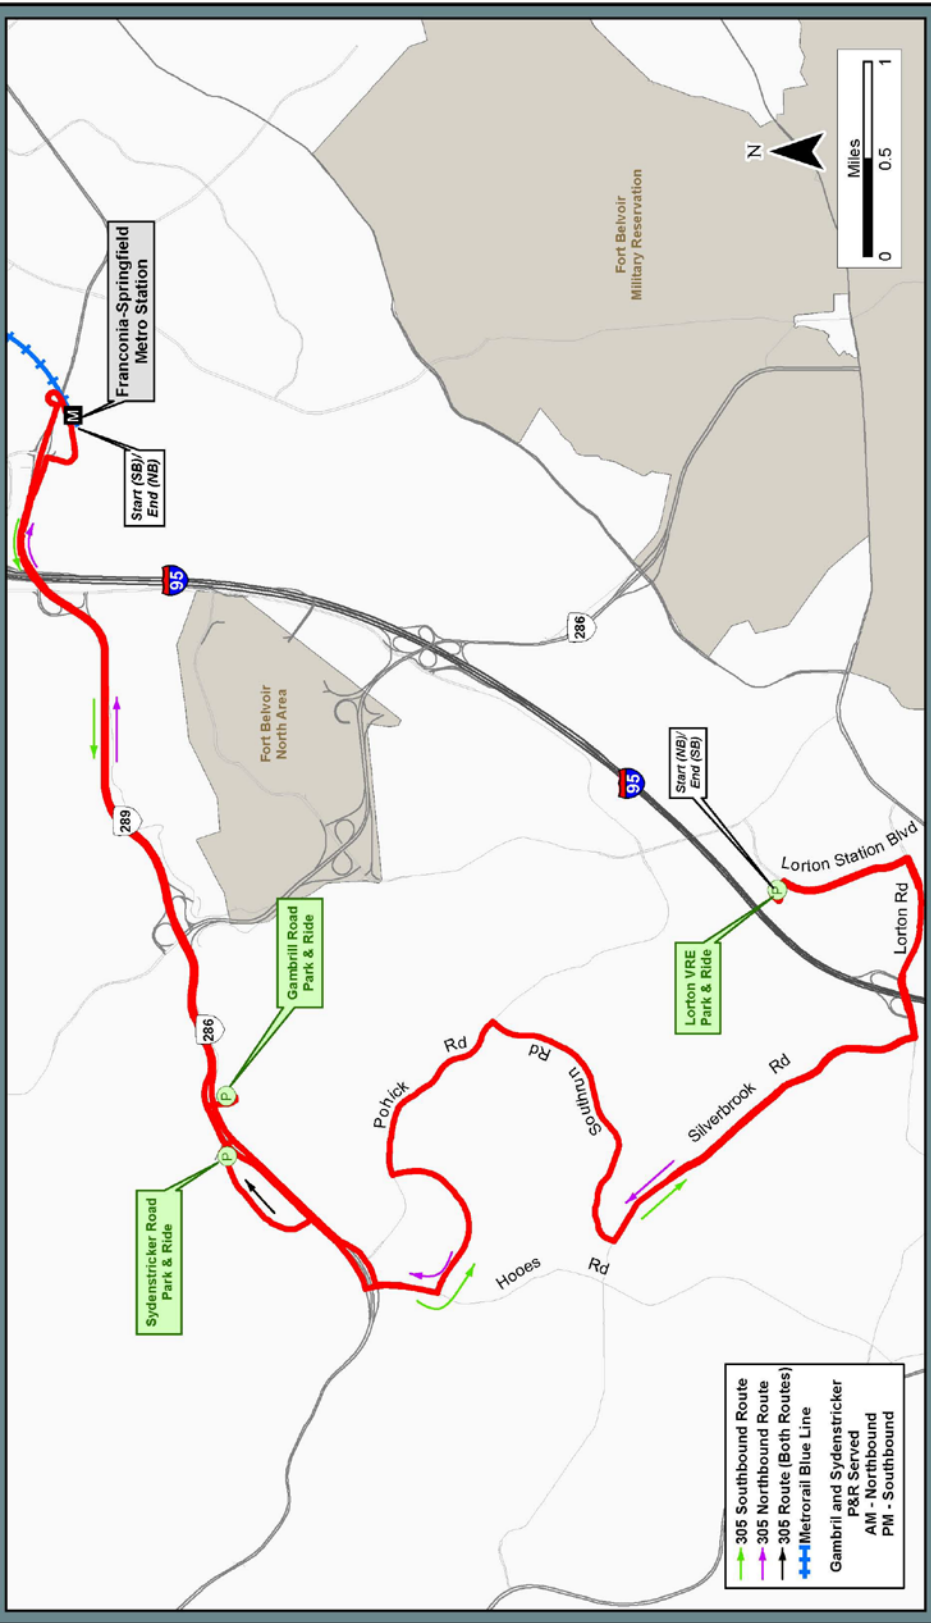 Franconia-Springfield
Metro Station
M
Start (SB)/
End (NB)
95
289
Fort Belvoir
North Area
286
Fort Belvoir
Military Reservation
N
Miles
0
0.5
1
286
Gambrill Road
Park & Ride
P
P
Sydenstricker Road
Park & Ride
Pohick
Rd
Southrun
Rd
Hooes
Rd
Silverbrook
Rd
95
Start (NB)/
End (SB)
Lorton VRE
Park & Ride
P
Lorton Station Blvd
Lorton Rd
305 Southbound Route
305 Northbound Route
305 Route (Both Routes)
Metrorail Blue Line
Gambril and Sydenstricker
P&R Served
AM - Northbound
PM - Southbound